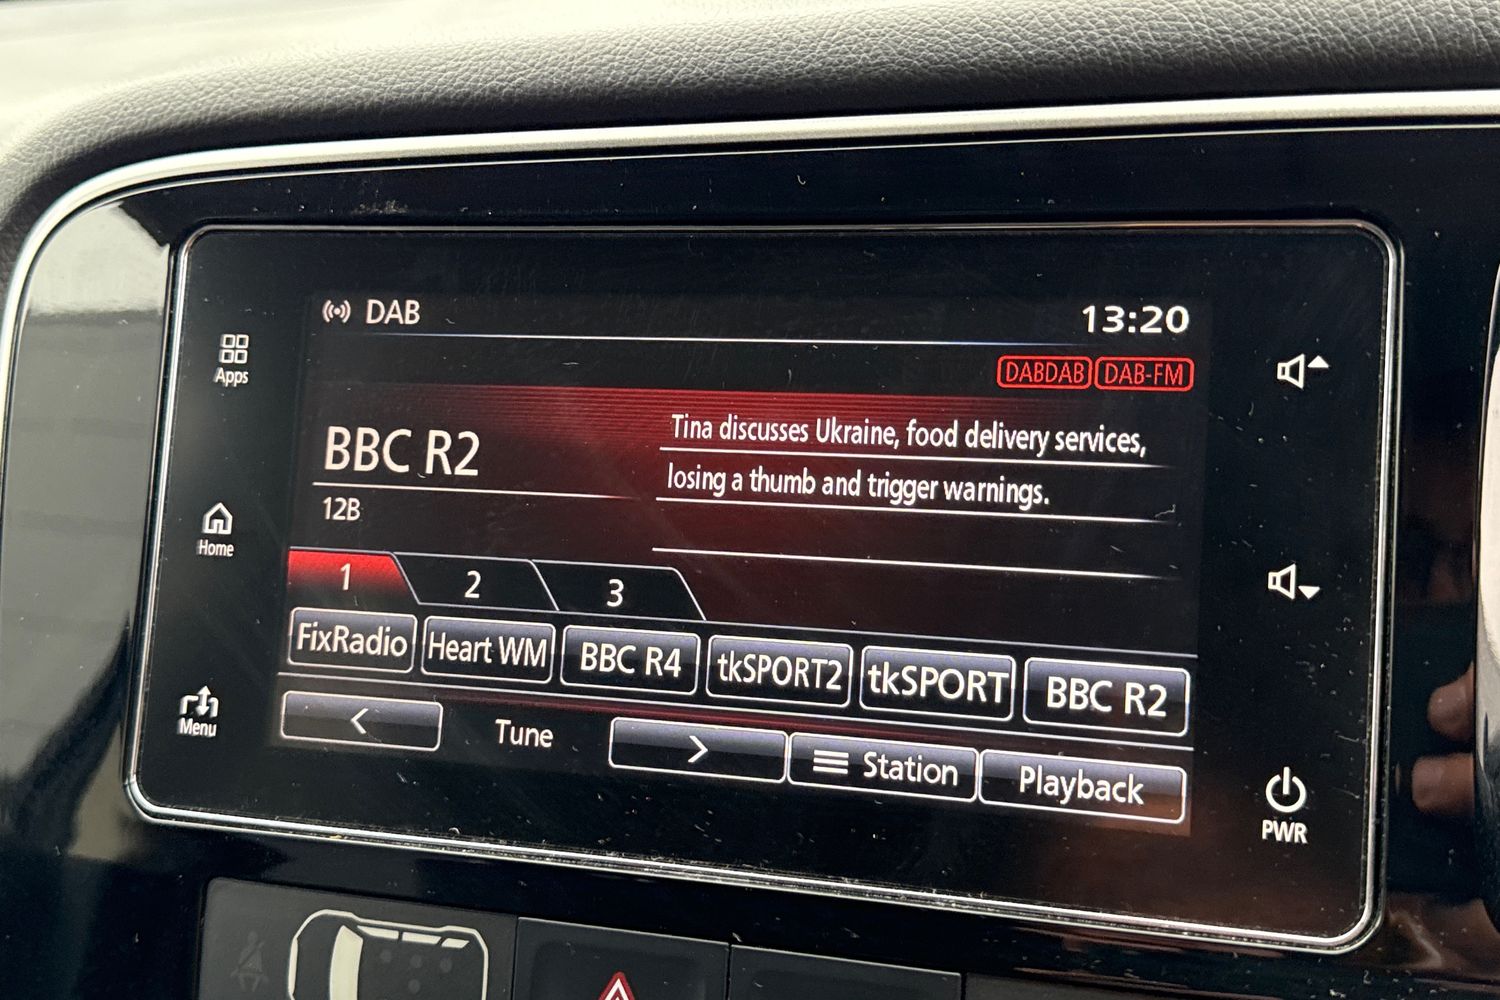 DAB
13:20
Apps
DABDAB DAB-FM
BBC R2
Tina discusses Ukraine, food delivery services,
losing a thumb and trigger warnings.
12B
Home
1 2 3
FixRadio Heart WM BBC R4 tkSPORT2 tkSPORT BBC R2
Menu
< Tune > Station Playback
PWR